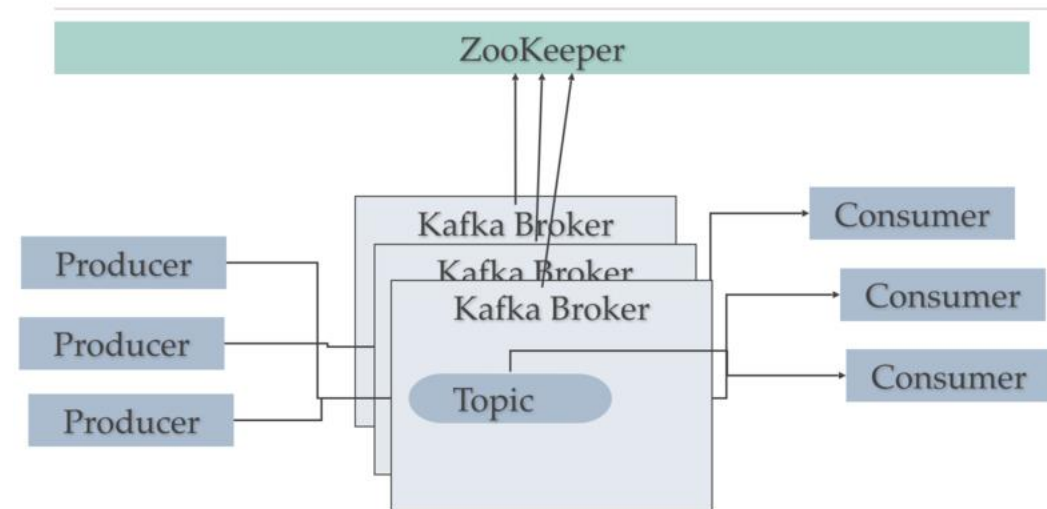 ZooKeeper
Kafka Broker
Kafka Broker
Kafka Broker
Producer
Producer
Producer
Topic
Consumer
Consumer
Consumer